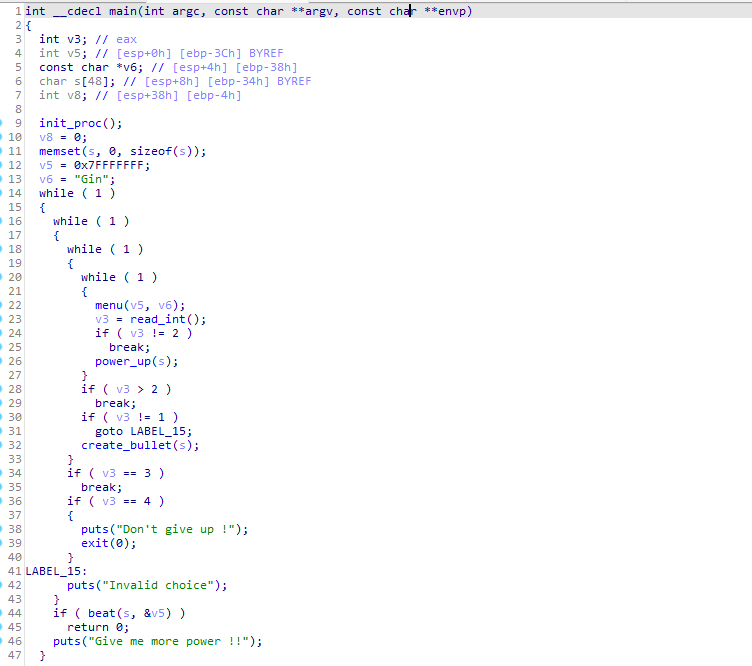 1 int __cdecl main(int argc, const char **argv, const char **envp)
2 {
3 int v3; // eax
4 int v5; // [esp+0h] [ebp-3Ch] BYREF
5 const char *v6; // [esp+4h] [ebp-38h]
6 char s[48]; // [esp+8h] [ebp-34h] BYREF
7 int v8; // [esp+38h] [ebp-4h]
8
9 init_proc();
10 v8 = 0;
11 memset(s, 0, sizeof(s));
12 v5 = 0x7FFFFFFF;
13 v6 = "Gin";
14 while ( 1 )
15 {
16 while ( 1 )
17 {
18 while ( 1 )
19 {
20 while ( 1 )
21 {
22 menu(v5, v6);
23 v3 = read_int();
24 if ( v3 != 2 )
25 break;
26 power_up(s);
27 }
28 if ( v3 > 2 )
29 break;
30 if ( v3 != 1 )
31 goto LABEL_15;
32 create_bullet(s);
33 }
34 if ( v3 == 3 )
35 break;
36 if ( v3 == 4 )
37 {
38 puts("Don't give up !");
39 exit(0);
40 }
41 LABEL_15:
42 puts("Invalid choice");
43 }
44 if ( beat(s, &v5) )
45 return 0;
46 puts("Give me more power !!");
47 }